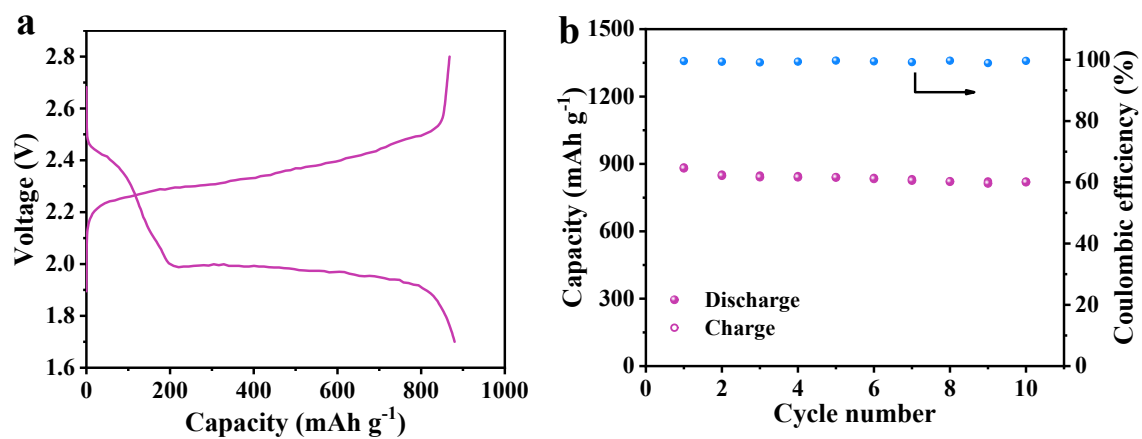 a
Voltage (V)
2.8
2.6
2.4
2.2
2.0
1.8
1.6
0 200 400 600 800 1000
Capacity (mAh g⁻¹)
b
Capacity (mAh g⁻¹)
1500
1200
900
600
300
0
Discharge
Charge
0 2 4 6 8 10
Cycle number
100
80
60
40
20
0
Coulombic efficiency (%)